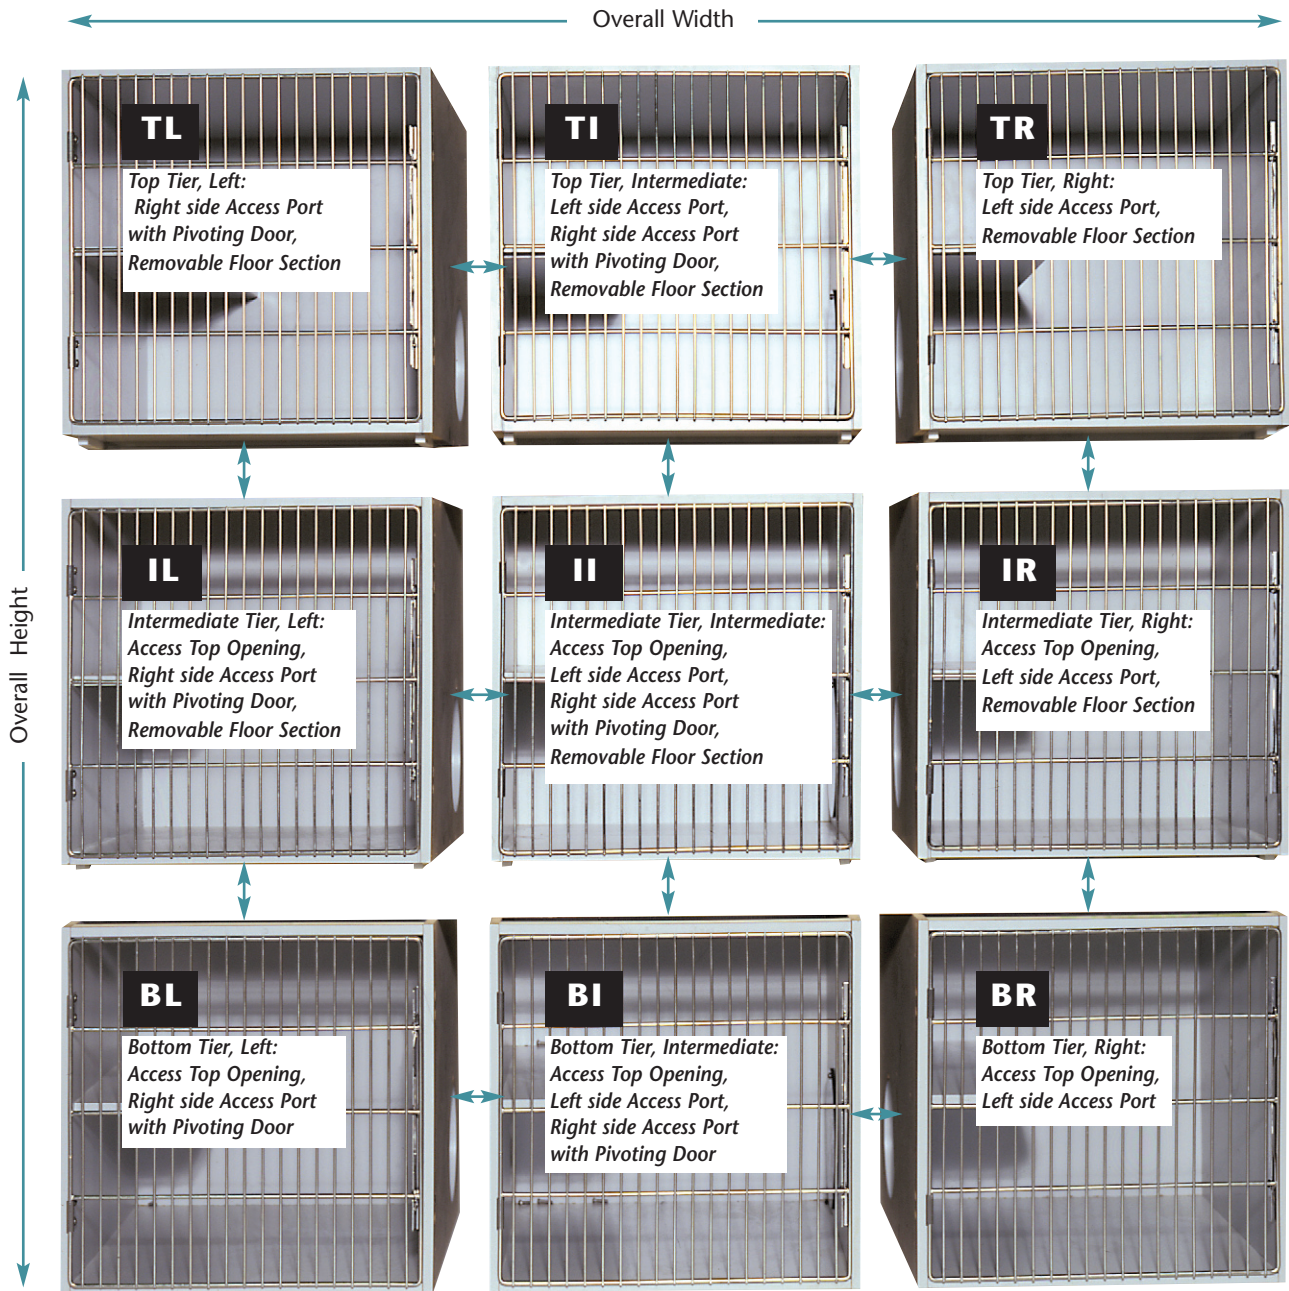 Overall Width
Overall Height
TL
Top Tier, Left:
Right side Access Port
with Pivoting Door,
Removable Floor Section
TI
Top Tier, Intermediate:
Left side Access Port,
Right side Access Port
with Pivoting Door,
Removable Floor Section
TR
Top Tier, Right:
Left side Access Port,
Removable Floor Section
IL
Intermediate Tier, Left:
Access Top Opening,
Right side Access Port
with Pivoting Door,
Removable Floor Section
II
Intermediate Tier, Intermediate:
Access Top Opening,
Left side Access Port,
Right side Access Port
with Pivoting Door,
Removable Floor Section
IR
Intermediate Tier, Right:
Access Top Opening,
Left side Access Port,
Removable Floor Section
BL
Bottom Tier, Left:
Access Top Opening,
Right side Access Port
with Pivoting Door
BI
Bottom Tier, Intermediate:
Access Top Opening,
Left side Access Port,
Right side Access Port
with Pivoting Door
BR
Bottom Tier, Right:
Access Top Opening,
Left side Access Port